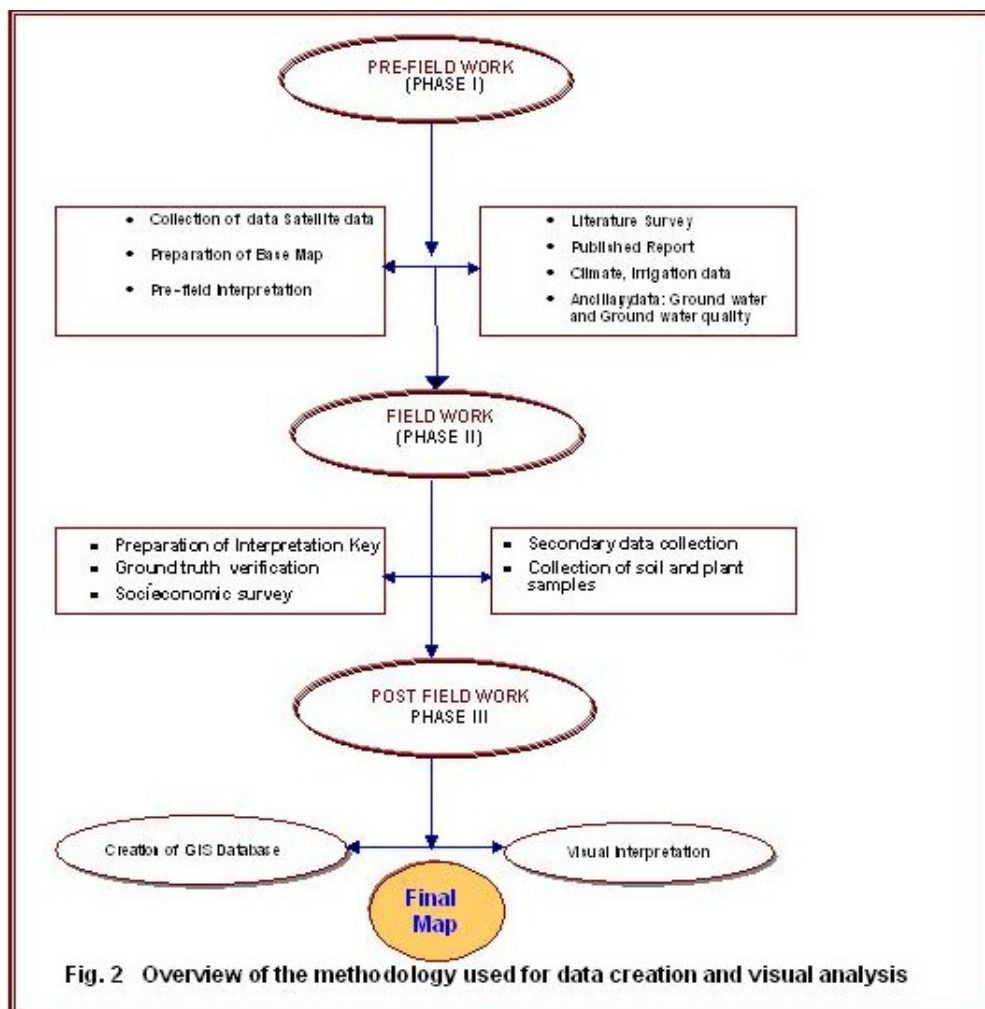 PRE-FIELD WORK
(PHASE I)
• Collection of data Satellite data
• Preparation of Base Map
• Pre-field Interpretation
• Literature Survey
• Published Report
• Climate, Irrigation data
• Ancillarydata: Ground water
and Ground water quality
FIELD WORK
(PHASE II)
▪ Preparation of Interpretation Key
▪ Ground truth verification
▪ Socieconomic survey
▪ Secondary data collection
▪ Collection of soil and plant
samples
POST FIELD WORK
PHASE III
Creation of GIS Database
Visual Interpretation
Final
Map
Fig. 2 Overview of the methodology used for data creation and visual analysis